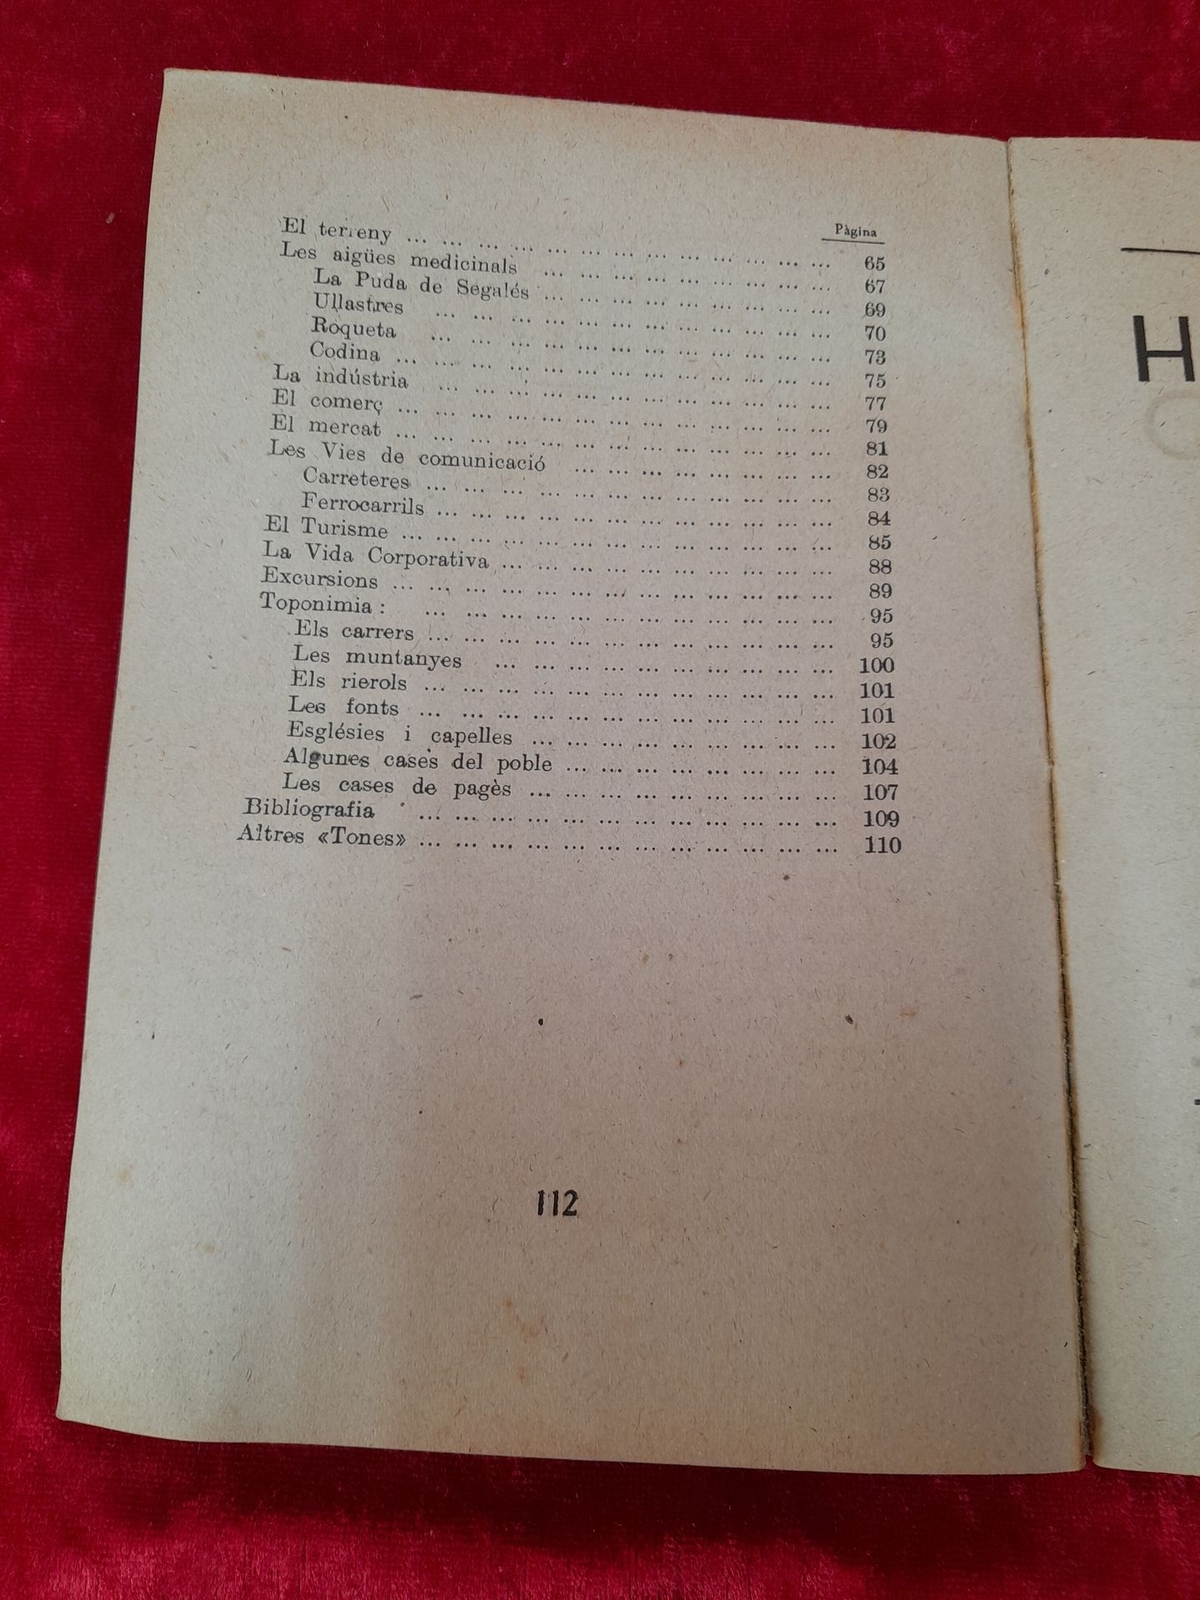 Pàgina
El terreny ... ... ... ... ... ... ... ... ... ... ... ... 65
Les aigües medicinals ... ... ... ... ... ... ... ... ... 67
La Puda de Segalés ... ... ... ... ... ... ... ... ... 69
Ullastres ... ... ... ... ... ... ... ... ... ... ... 70
Roqueta ... ... ... ... ... ... ... ... ... ... ... 73
Codina ... ... ... ... ... ... ... ... ... ... ... ... 75
La indústria ... ... ... ... ... ... ... ... ... ... ... 77
El comerç ... ... ... ... ... ... ... ... ... ... ... ... 79
El mercat ... ... ... ... ... ... ... ... ... ... ... ... 81
Les Vies de comunicació ... ... ... ... ... ... ... ... 82
Carreteres ... ... ... ... ... ... ... ... ... ... ... 83
Ferrocarrils ... ... ... ... ... ... ... ... ... ... ... 84
El Turisme ... ... ... ... ... ... ... ... ... ... ... ... 85
La Vida Corporativa ... ... ... ... ... ... ... ... ... ... 88
Excursions ... ... ... ... ... ... ... ... ... ... ... ... 89
Toponimia : ... ... ... ... ... ... ... ... ... ... ... ... 95
Els carrers ... ... ... ... ... ... ... ... ... ... ... ... 95
Les muntanyes ... ... ... ... ... ... ... ... ... ... 100
Els rierols ... ... ... ... ... ... ... ... ... ... ... ... 101
Les fonts ... ... ... ... ... ... ... ... ... ... ... ... 101
Esglésies i capelles ... ... ... ... ... ... ... ... ... 102
Algunes cases del poble ... ... ... ... ... ... ... ... 104
Les cases de pagès ... ... ... ... ... ... ... ... ... 107
Bibliografia ... ... ... ... ... ... ... ... ... ... ... ... 109
Altres «Tones» ... ... ... ... ... ... ... ... ... ... ... ... 110
112
H